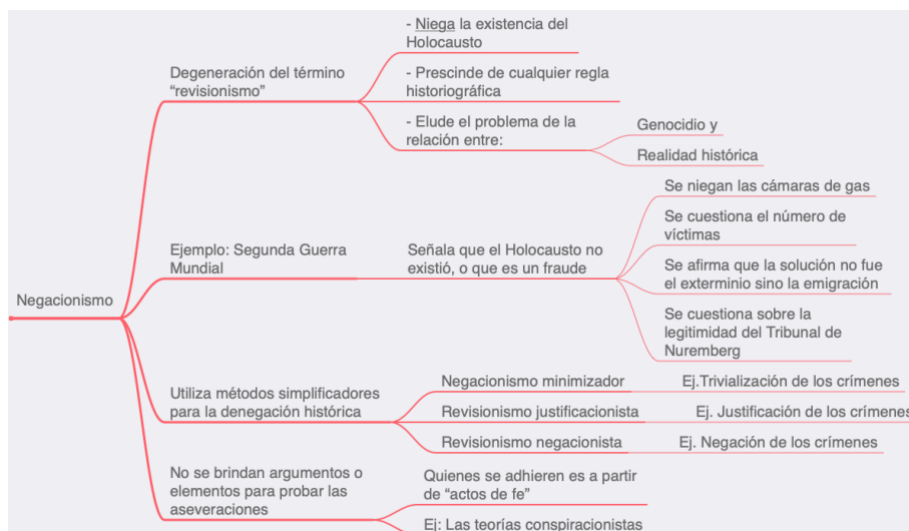 Negacionismo
Degeneración del término
“revisionismo”
- Niega la existencia del
Holocausto
- Prescinde de cualquier regla
historiográfica
- Elude el problema de la
relación entre:
Genocidio y
Realidad histórica
Ejemplo: Segunda Guerra
Mundial
Señala que el Holocausto no
existió, o que es un fraude
Se niegan las cámaras de gas
Se cuestiona el número de
víctimas
Se afirma que la solución no fue
el exterminio sino la emigración
Se cuestiona sobre la
legitimidad del Tribunal de
Nuremberg
Utiliza métodos simplificadores
para la denegación histórica
Negacionismo minimizador
Ej.Trivialización de los crímenes
Revisionismo justificacionista
Ej. Justificación de los crímenes
Revisionismo negacionista
Ej. Negación de los crímenes
No se brindan argumentos o
elementos para probar las
aseveraciones
Quienes se adhieren es a partir
de “actos de fe”
Ej: Las teorías conspiracionistas